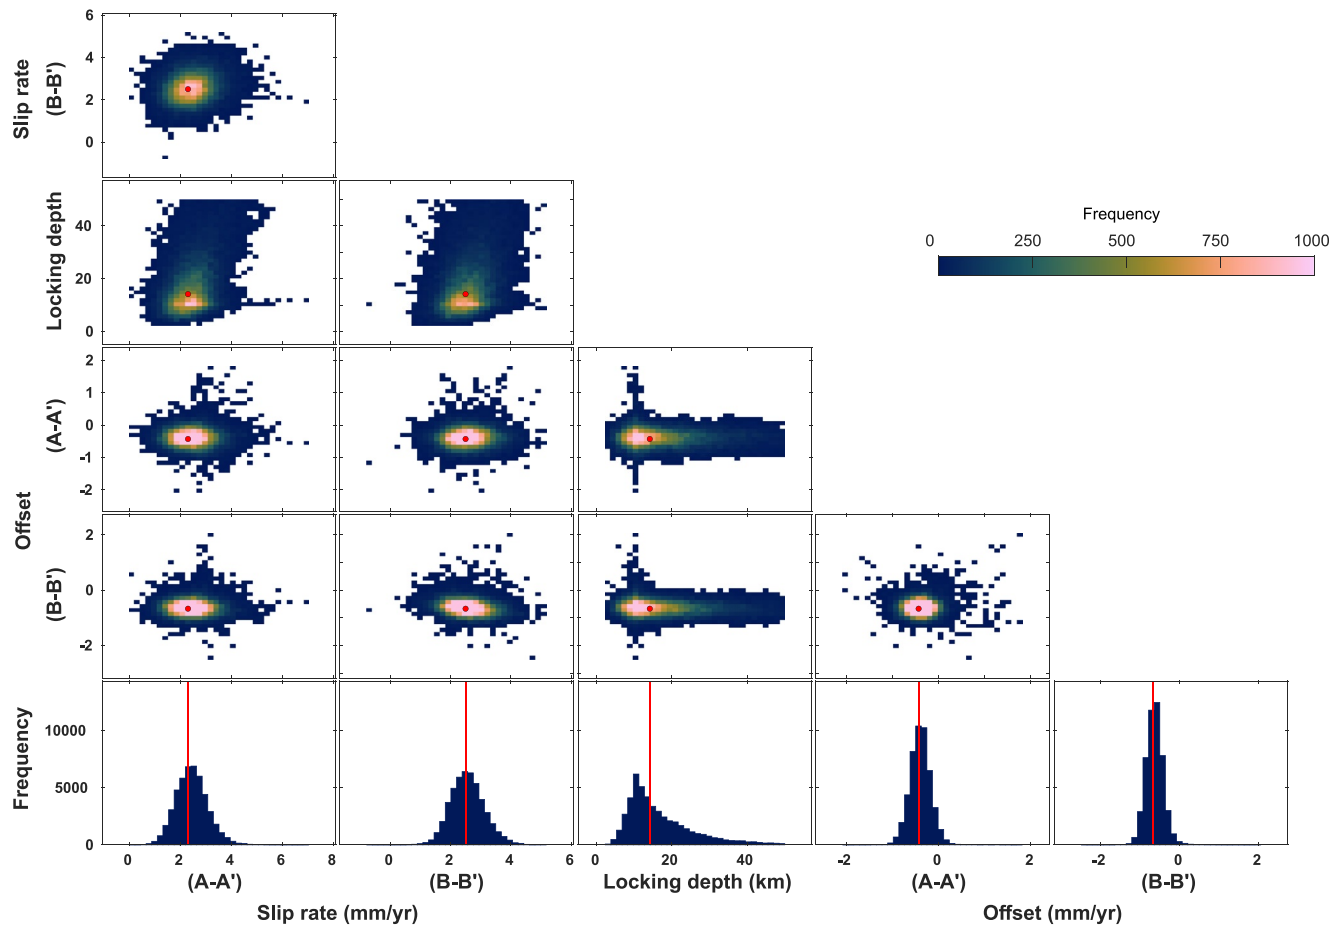 6
4
2
0
Slip rate
(B-B')
Frequency
0 250 500 750 1000
40
20
0
Locking depth
2
1
0
-1
-2
(A-A')
Offset
2
0
-2
(B-B')
10000
5000
0
Frequency
0 2 4 6 8
0 2 4 6
0 20 40
-2 0 2
-2 0 2
(A-A') (B-B') Locking depth (km) (A-A') (B-B')
Slip rate (mm/yr) Offset (mm/yr)